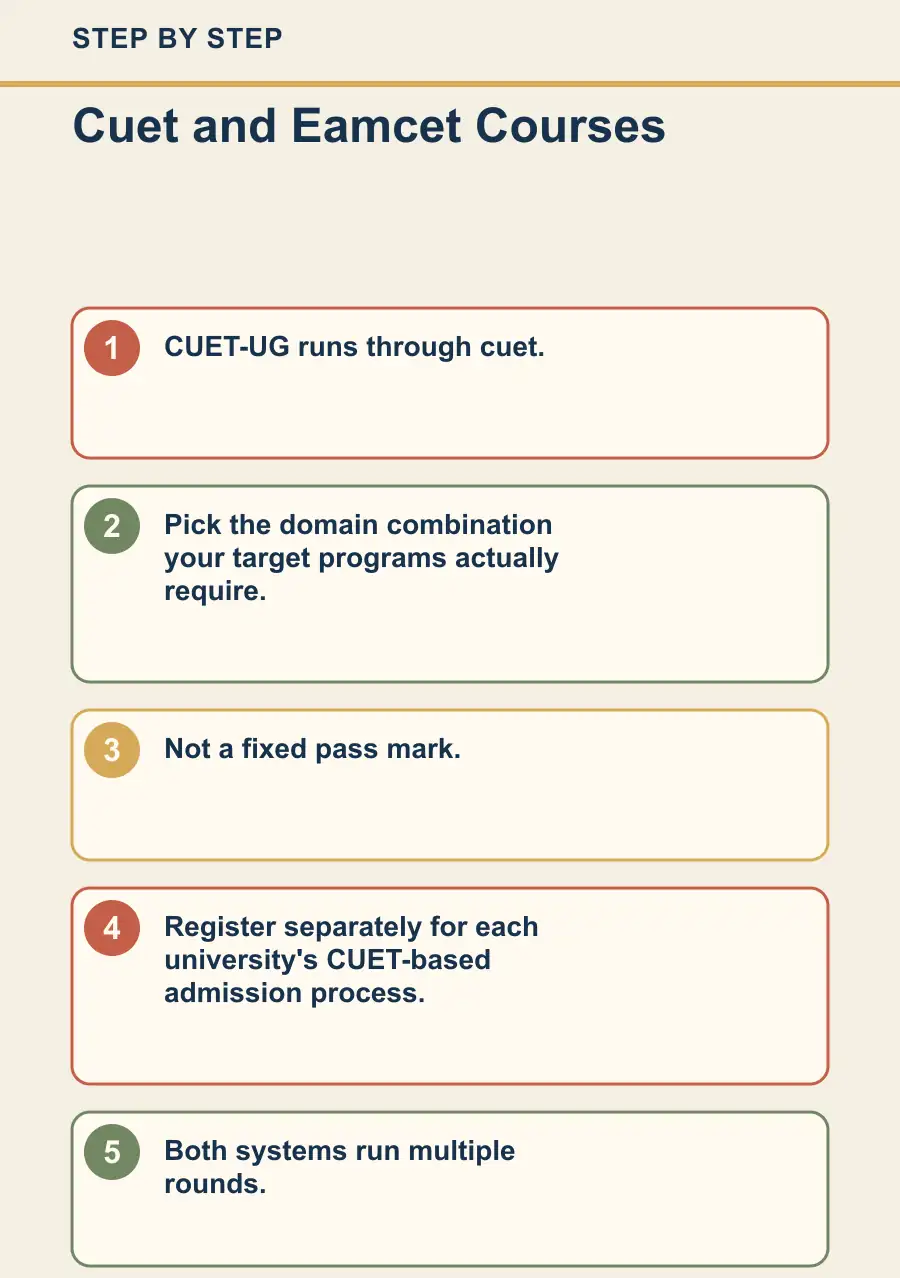 STEP BY STEP
Cuet and Eamcet Courses
1
CUET-UG runs through cuet.
2
Pick the domain combination
your target programs actually
require.
3
Not a fixed pass mark.
4
Register separately for each
university's CUET-based
admission process.
5
Both systems run multiple
rounds.